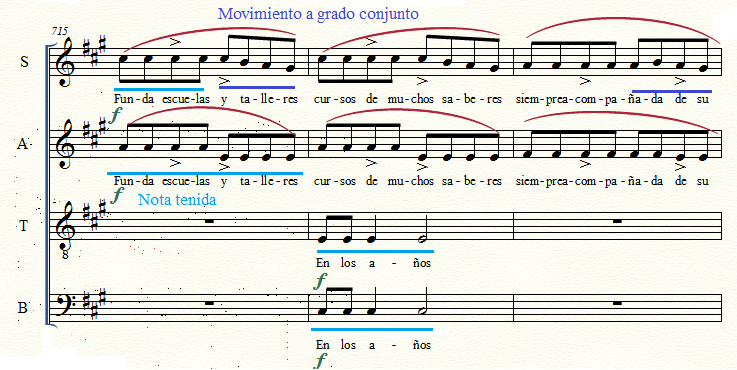 Movimiento a grado conjunto
715
S
Fun-da escue-las y ta-lle-res cur-sos de mu-chos sa-be-res siem-prea-com-pa-ña-da de su
f
A
Fun-da escue-las y ta-lle-res cur-sos de mu-chos sa-be-res siem-prea-com-pa-ña-da de su
f
Nota tenida
T
8
En los a - ños
f
B
En los a - ños
f